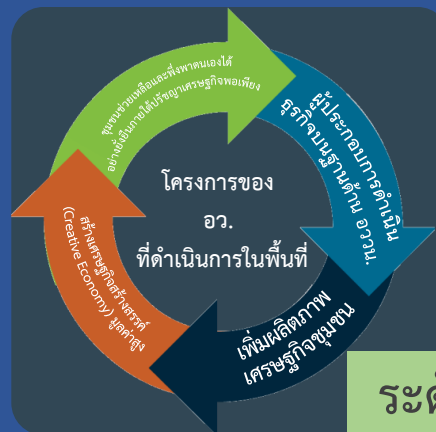 ชุมชนช่วยเหลือและพึ่งพาตนเองได้
อย่างยั่งยืนภายใต้ปรัชญาเศรษฐกิจพอเพียง
ผู้ประกอบการดำเนิน
ธุรกิจบนฐานด้าน อววน.
โครงการของ
อว.
ที่ดำเนินการในพื้นที่
สร้างเศรษฐกิจสร้างสรรค์
(Creative Economy) มูลค่าสูง
เพิ่มผลิตภาพ
เศรษฐกิจชุมชน